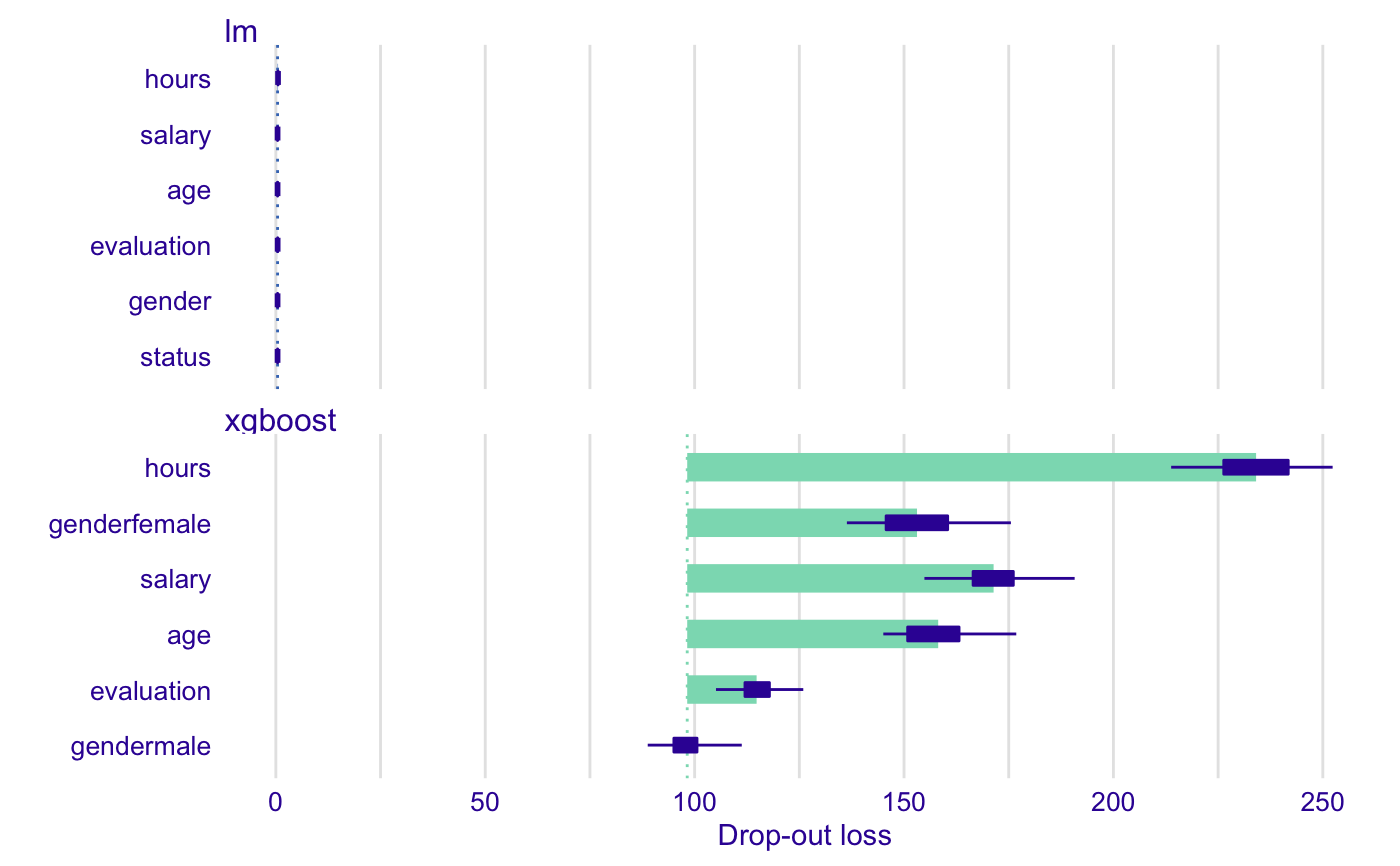 lm
hours
salary
age
evaluation
gender
status
xgboost
hours
genderfemale
salary
age
evaluation
gendermale
0 50 100 150 200 250
Drop-out loss